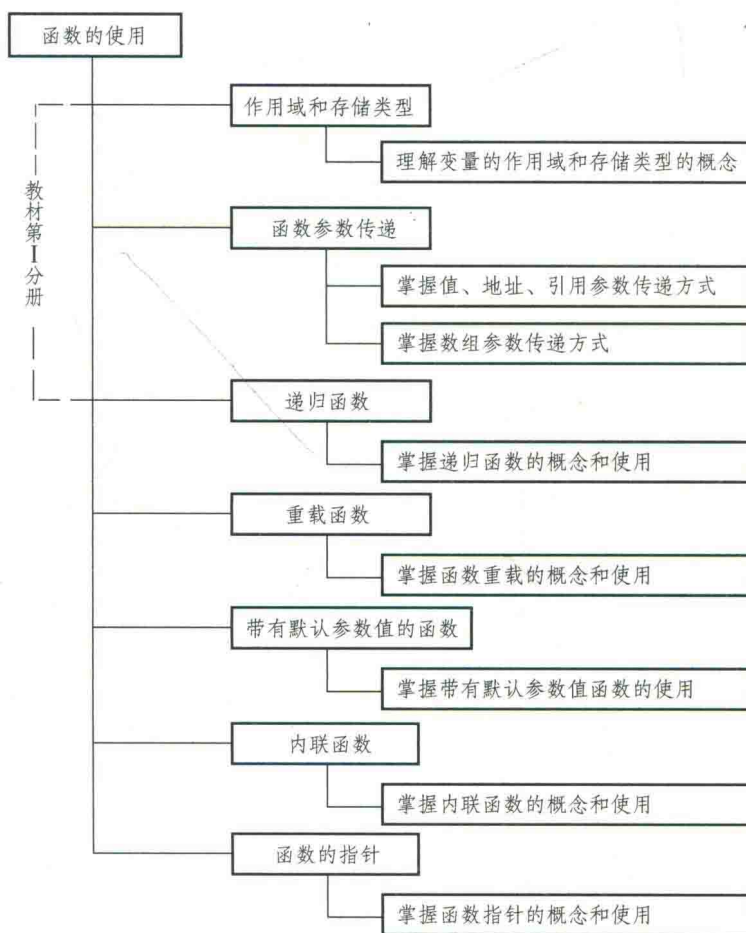 函数的使用
作用域和存储类型
理解变量的作用域和存储类型的概念
教材第Ⅰ分册
函数参数传递
掌握值、地址、引用参数传递方式
掌握数组参数传递方式
递归函数
掌握递归函数的概念和使用
重载函数
掌握函数重载的概念和使用
带有默认参数值的函数
掌握带有默认参数值函数的使用
内联函数
掌握内联函数的概念和使用
函数的指针
掌握函数指针的概念和使用